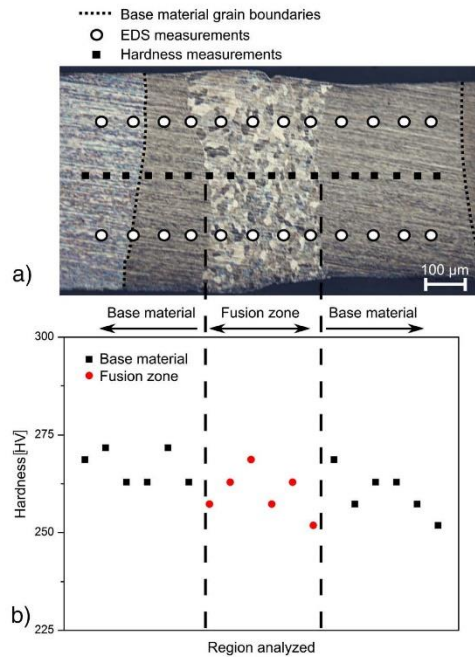 Base material grain boundaries
EDS measurements
Hardness measurements
a)
100 µm
Base material
Fusion zone
Base material
300
275
250
225
Hardness[HV]
Base material
Fusion zone
b)
Region analyzed